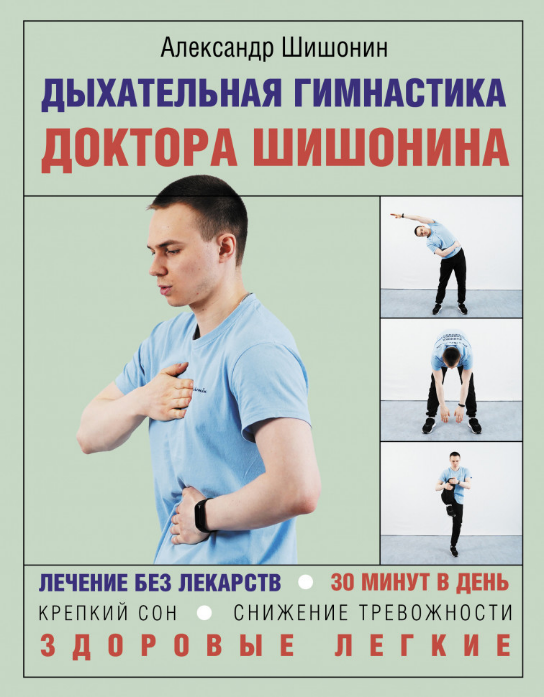 Александр Шишонин
ДЫХАТЕЛЬНАЯ ГИМНАСТИКА
ДОКТОРА ШИШОНИНА
ЛЕЧЕНИЕ БЕЗ ЛЕКАРСТВ ● 30 МИНУТ В ДЕНЬ
КРЕПКИЙ СОН ● СНИЖЕНИЕ ТРЕВОЖНОСТИ
ЗДОРОВЫЕ ЛЕГКИЕ